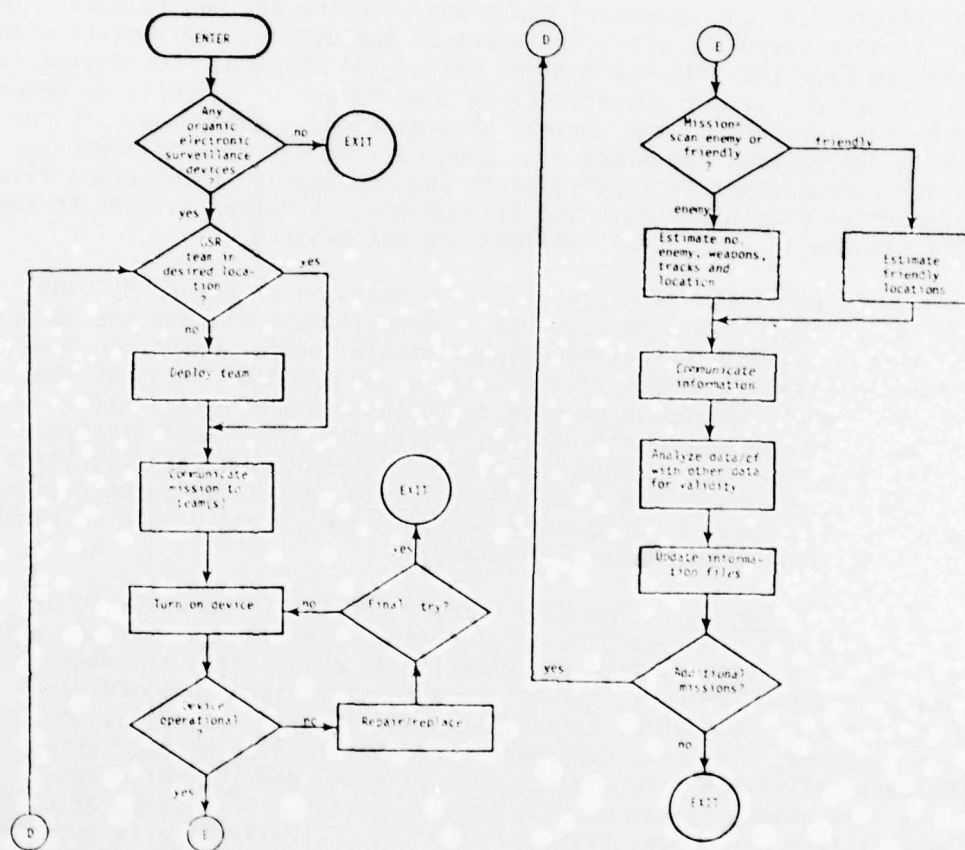 ENTER
Any
organic
electronic
surveillance
devices
?
no
EXIT
yes
GSR
team in
desired loca-
tion
?
yes
no
Deploy team
Communicate
mission to
team(s)
Turn on device
Device
operational
?
no
Repair/replace
Final try?
no
yes
EXIT
yes
D
E
D
E
Mission=
scan enemy or
friendly
?
friendly
enemy
Estimate no.
enemy, weapons,
tracks and
location
Estimate
friendly
locations
Communicate
information
Analyze data/cf
with other data
for validity
Update informa-
tion files
Additional
missions?
yes
no
EXIT